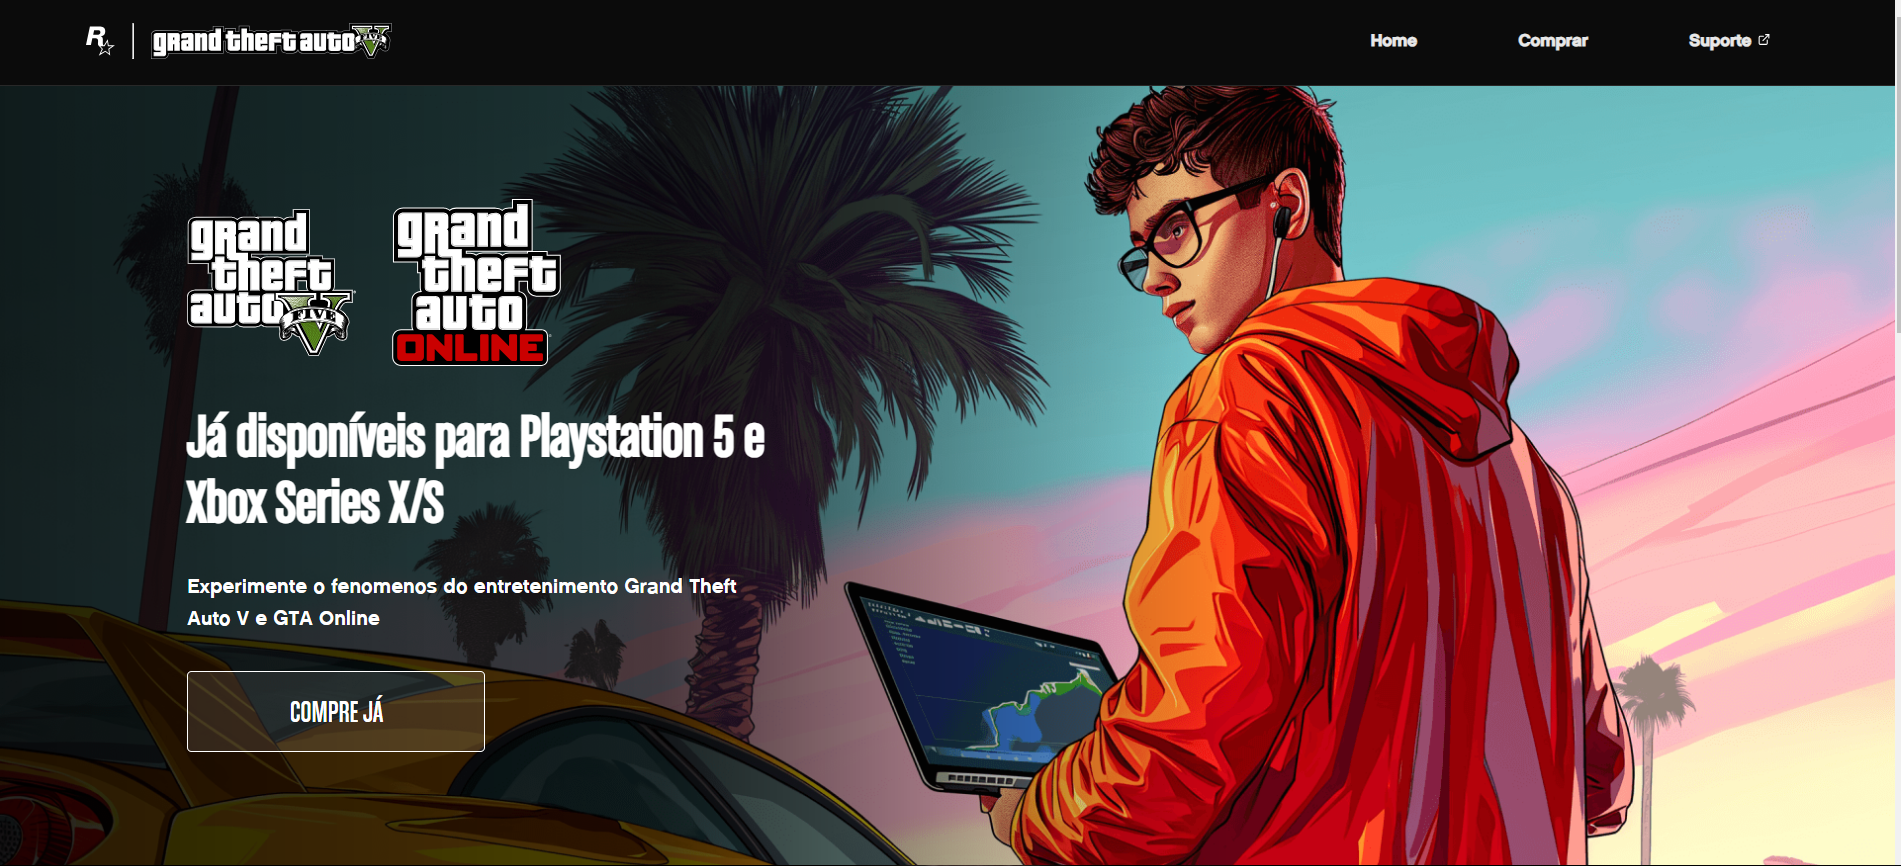 R
grand theft auto V
FIVE
Home
Comprar
Suporte
grand
theft
auto V
FIVE
grand
theft
auto
ONLINE
Já disponíveis para Playstation 5 e
Xbox Series X/S
Experimente o fenomenos do entretenimento Grand Theft
Auto V e GTA Online
COMPRE JÁ